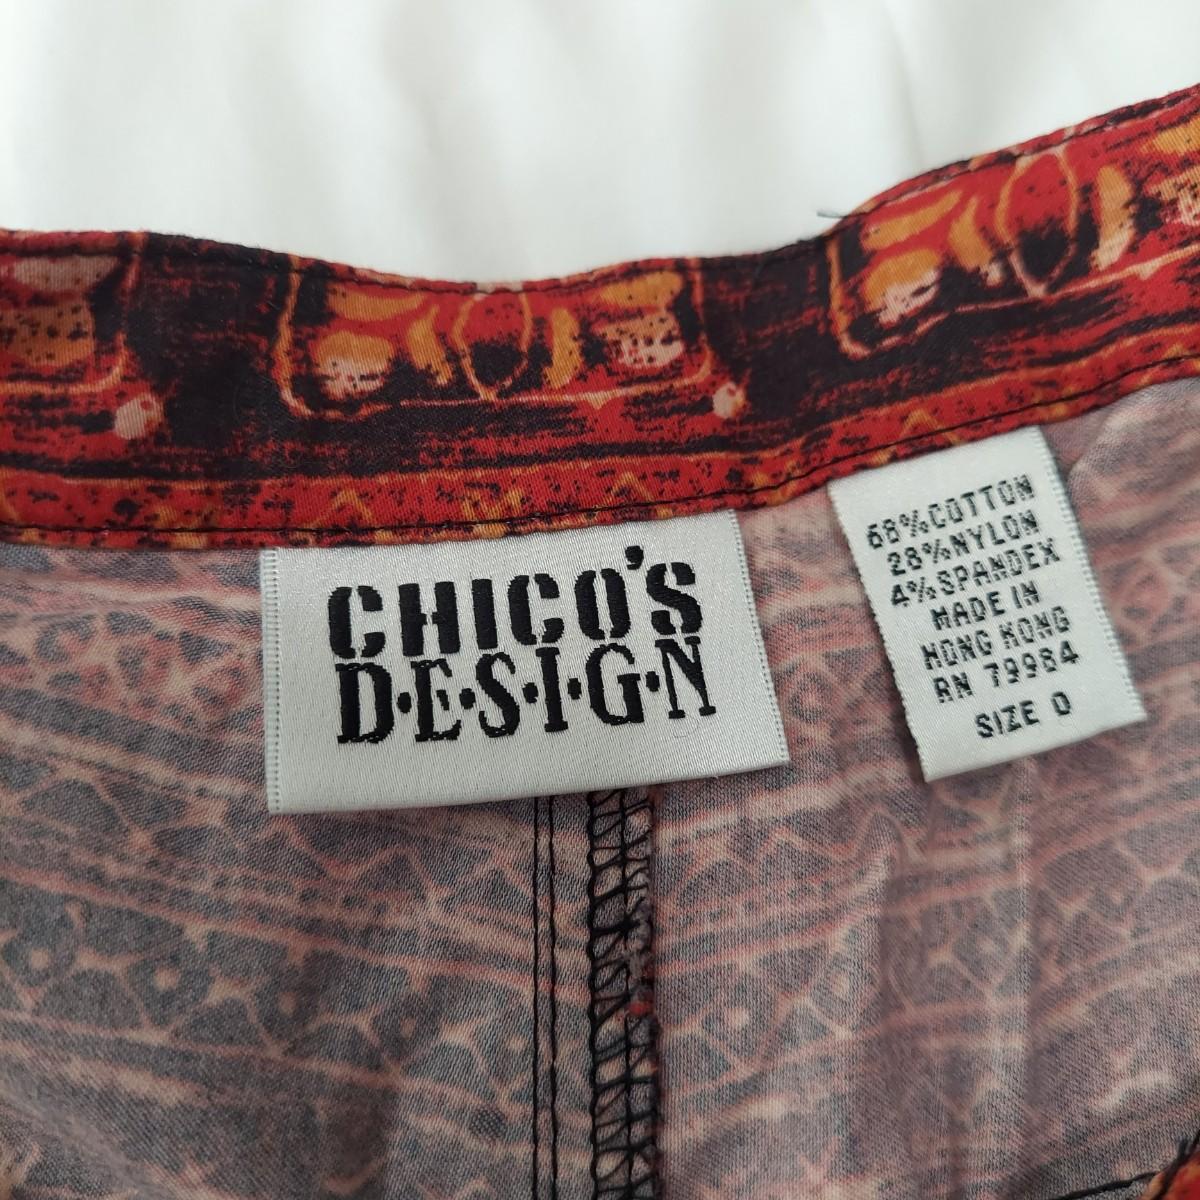 CHICO'S
D·E·S·I·G·N
68%COTTON
28%NYLON
4%SPANDEX
MADE IN
HONG KONG
RN 79984
SIZE 0